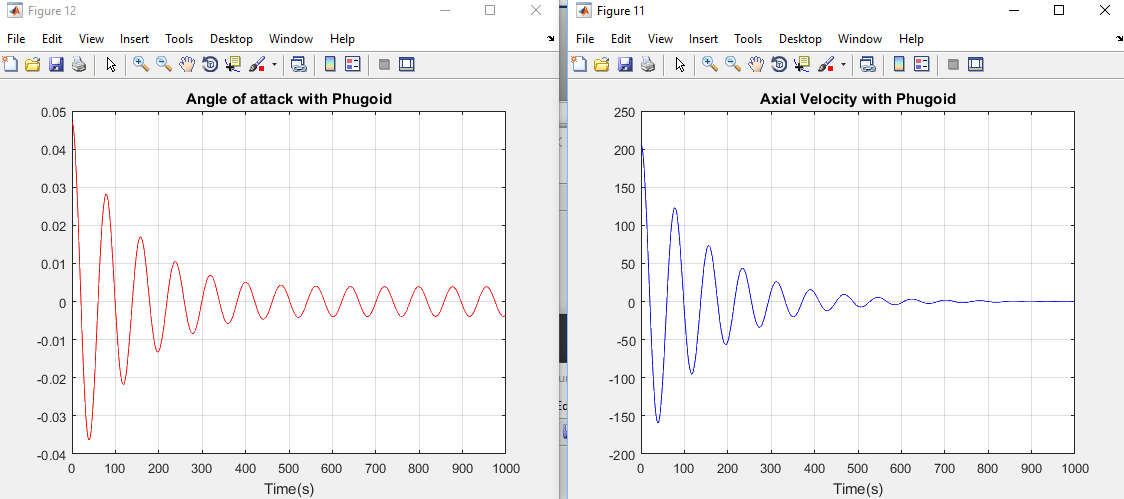 Figure 12
File Edit View Insert Tools Desktop Window Help
Angle of attack with Phugoid
0.05
0.04
0.03
0.02
0.01
0
-0.01
-0.02
-0.03
-0.04
0 100 200 300 400 500 600 700 800 900 1000
Time(s)
Figure 11
File Edit View Insert Tools Desktop Window Help
Axial Velocity with Phugoid
250
200
150
100
50
0
-50
-100
-150
-200
0 100 200 300 400 500 600 700 800 900 1000
Time(s)